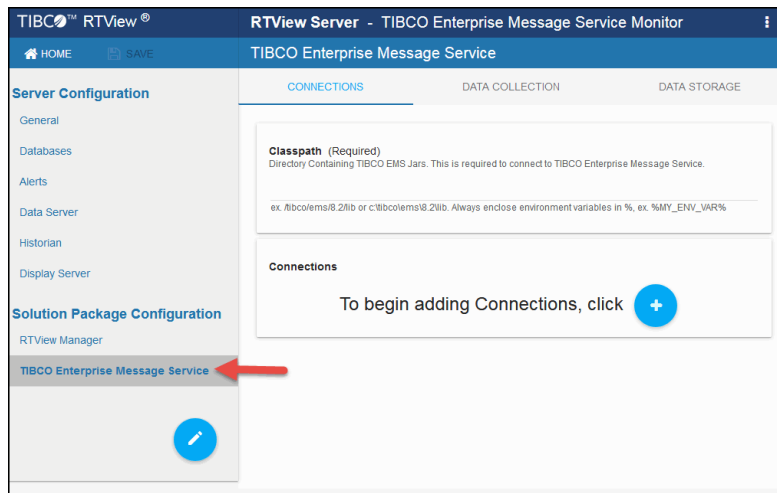 TIBCO™ RTView ®
RTView Server - TIBCO Enterprise Message Service Monitor
HOME
SAVE
TIBCO Enterprise Message Service
Server Configuration
General
Databases
Alerts
Data Server
Historian
Display Server
Solution Package Configuration
RTView Manager
TIBCO Enterprise Message Service
CONNECTIONS
DATA COLLECTION
DATA STORAGE
Classpath (Required)
Directory Containing TIBCO EMS Jars. This is required to connect to TIBCO Enterprise Message Service.
ex. /tibco/ems/8.2/lib or c:\tibco\ems\8.2\lib. Always enclose environment variables in %, ex. %MY_ENV_VAR%
Connections
To begin adding Connections, click